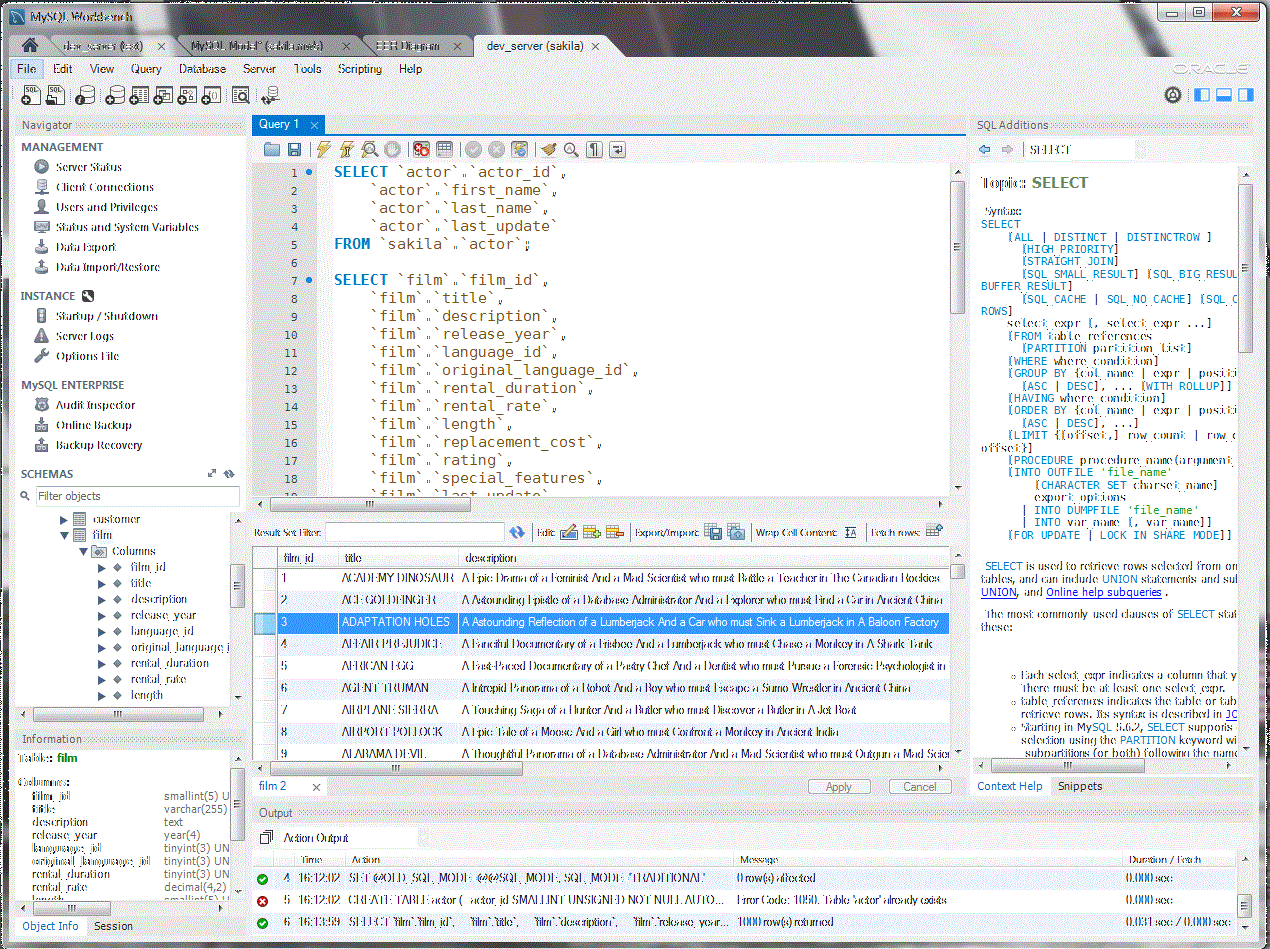 MySQL Workbench
dev_server (test)
MySQL Model* (sakila.mwb)
EER Diagram
dev_server (sakila)
File Edit View Query Database Server Tools Scripting Help
ORACLE
Navigator
MANAGEMENT
Server Status
Client Connections
Users and Privileges
Status and System Variables
Data Export
Data Import/Restore
INSTANCE
Startup / Shutdown
Server Logs
Options File
MySQL ENTERPRISE
Audit Inspector
Online Backup
Backup Recovery
SCHEMAS
Filter objects
customer
film
Columns
film_id
title
description
release_year
language_id
original_language_i
rental_duration
rental_rate
length
Information
Table: film
Columns:
film_id smallint(5) U
title varchar(255)
description text
release_year year(4)
language_id tinyint(3) UN
original_language_id tinyint(3) UN
rental_duration tinyint(3) UN
rental_rate decimal(4,2)
length smallint(5) U
Object Info Session
Query 1
1 SELECT `actor`.`actor_id`,
2 `actor`.`first_name`,
3 `actor`.`last_name`,
4 `actor`.`last_update`
5 FROM `sakila`.`actor`;
6
7 SELECT `film`.`film_id`,
8 `film`.`title`,
9 `film`.`description`,
10 `film`.`release_year`,
11 `film`.`language_id`,
12 `film`.`original_language_id`,
13 `film`.`rental_duration`,
14 `film`.`rental_rate`,
15 `film`.`length`,
16 `film`.`replacement_cost`,
17 `film`.`rating`,
18 `film`.`special_features`,
19 `film`.`last_update`
Result Set Filter: Edit: Export/Import: Wrap Cell Content: Fetch rows:
film_id title description
1 ACADEMY DINOSAUR A Epic Drama of a Feminist And a Mad Scientist who must Battle a Teacher in The Canadian Rockies
2 ACE GOLDFINGER A Astounding Epistle of a Database Administrator And a Explorer who must Find a Car in Ancient China
3 ADAPTATION HOLES A Astounding Reflection of a Lumberjack And a Car who must Sink a Lumberjack in A Baloon Factory
4 AFFAIR PREJUDICE A Fanciful Documentary of a Frisbee And a Lumberjack who must Chase a Monkey in A Shark Tank
5 AFRICAN EGG A Fast-Paced Documentary of a Pastry Chef And a Dentist who must Pursue a Forensic Psychologist in
6 AGENT TRUMAN A Intrepid Panorama of a Robot And a Boy who must Escape a Sumo Wrestler in Ancient China
7 AIRPLANE SIERRA A Touching Saga of a Hunter And a Butler who must Discover a Butler in A Jet Boat
8 AIRPORT POLLOCK A Epic Tale of a Moose And a Girl who must Confront a Monkey in Ancient India
9 ALABAMA DEVIL A Thoughtful Panorama of a Database Administrator And a Mad Scientist who must Outgun a Mad Scier
film 2
Apply Cancel
Output
Action Output
Time Action Message Duration / Fetch
4 16:12:02 SET @OLD_SQL_MODE=@@SQL_MODE, SQL_MODE='TRADITIONAL' 0 row(s) affected 0.000 sec
5 16:12:02 CREATE TABLE actor ( actor_id SMALLINT UNSIGNED NOT NULL AUTO... Error Code: 1050. Table 'actor' already exists 0.000 sec
6 16:13:59 SELECT `film`.`film_id`, `film`.`title`, `film`.`description`, `film`.`release_year... 1000 row(s) returned 0.031 sec / 0.000 sec
SQL Additions
SELECT
Topic: SELECT
Syntax:
SELECT
[ALL | DISTINCT | DISTINCTROW ]
[HIGH_PRIORITY]
[STRAIGHT_JOIN]
[SQL_SMALL_RESULT] [SQL_BIG_RESU
BUFFER_RESULT]
[SQL_CACHE | SQL_NO_CACHE] [SQL_C
ROWS]
select_expr [, select_expr ...]
[FROM table_references
[PARTITION partition_list]
[WHERE where_condition]
[GROUP BY {col_name | expr | positi
[ASC | DESC], ... [WITH ROLLUP]]
[HAVING where_condition]
[ORDER BY {col_name | expr | positi
[ASC | DESC], ...]
[LIMIT {[offset,] row_count | row_c
offset}]
[PROCEDURE procedure_name(argument_
[INTO OUTFILE 'file_name'
[CHARACTER SET charset_name]
export_options
| INTO DUMPFILE 'file_name'
| INTO var_name [, var_name]]
[FOR UPDATE | LOCK IN SHARE MODE]]
SELECT is used to retrieve rows selected from on
tables, and can include UNION statements and sub
UNION, and Online help subqueries .
The most commonly used clauses of SELECT stat
these:
Each select_expr indicates a column that y
There must be at least one select_expr.
table_references indicates the table or tab
retrieve rows. Its syntax is described in JO
Starting in MySQL 5.6.2, SELECT supports
selection using the PARTITION keyword wi
subpartitions (or both) following the name
Context Help Snippets